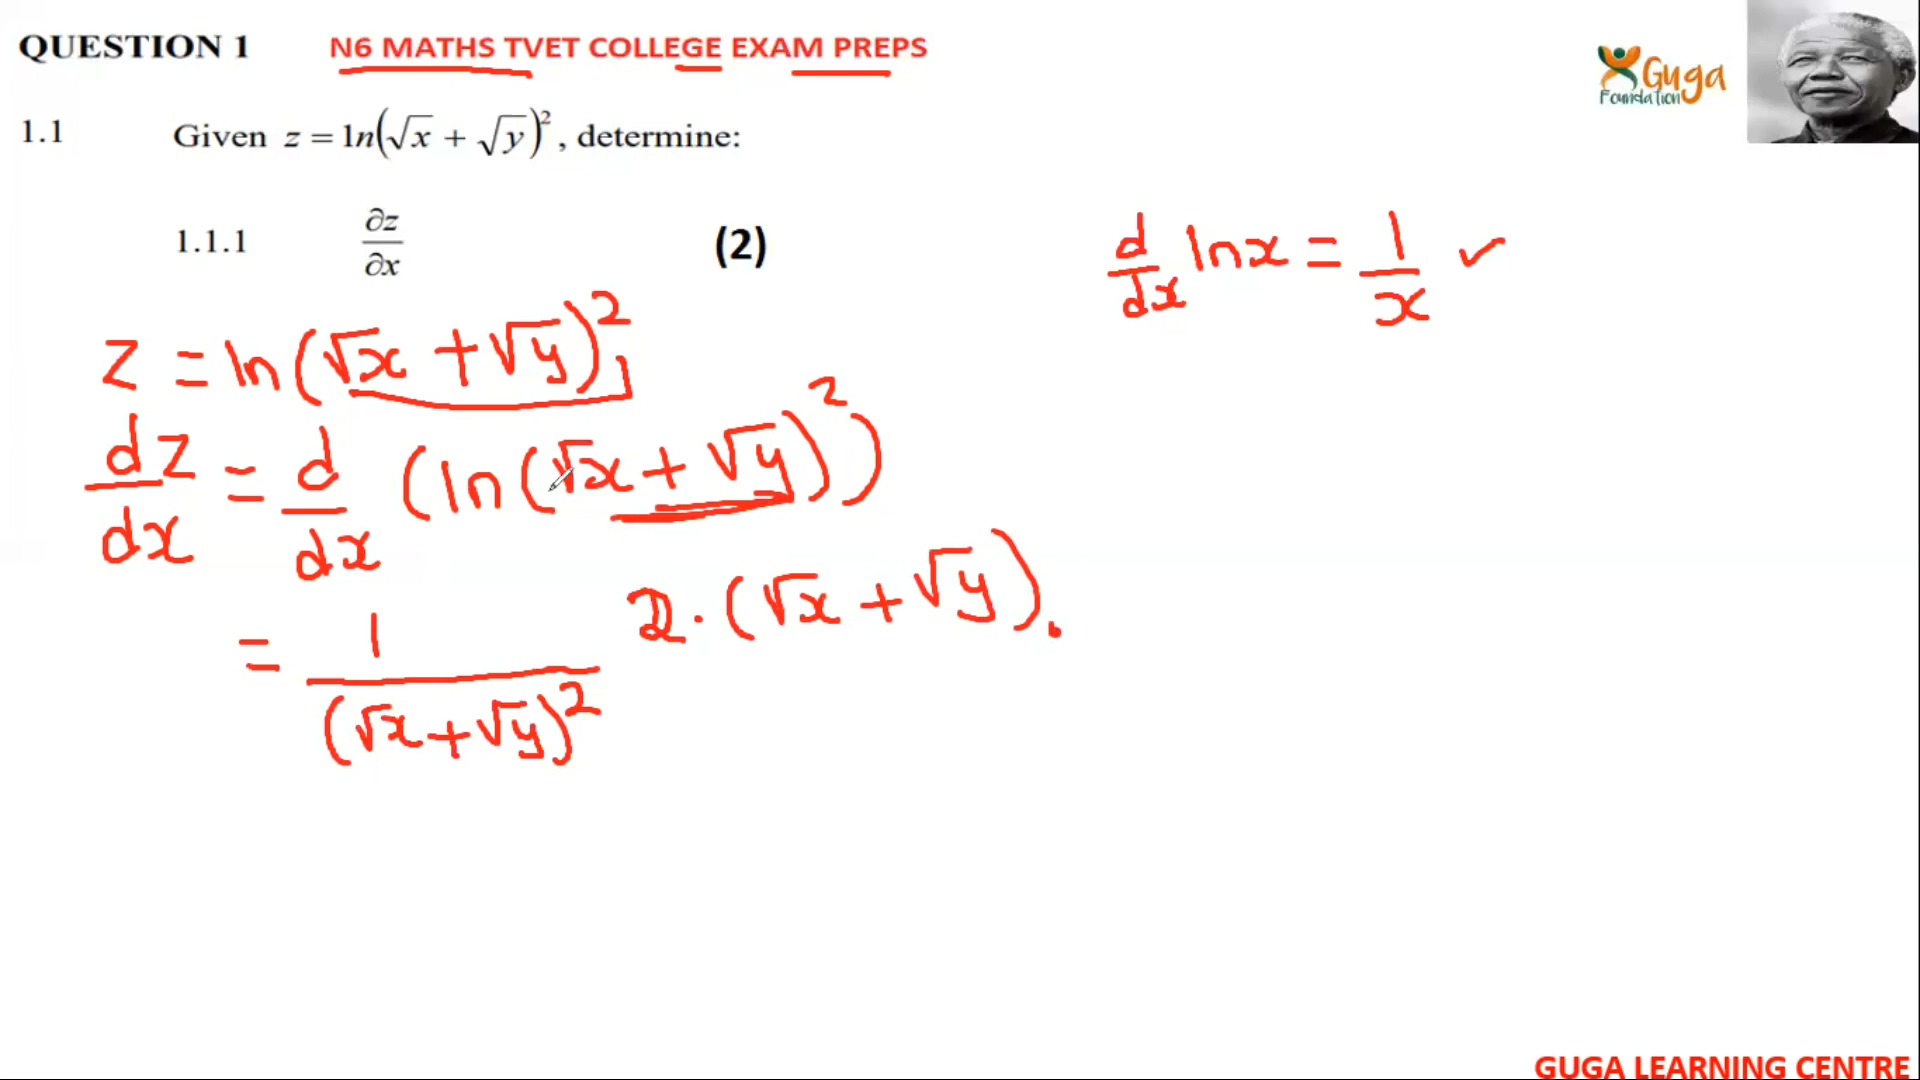 QUESTION 1 N6 MATHS TVET COLLEGE EXAM PREPS
Guga Foundation
1.1 Given z = ln(√x + √y)², determine:
1.1.1 ∂z/∂x (2)
d/dx lnx = 1/x ✓
z = ln(√x + √y)²
dz/dx = d/dx (ln(√x + √y)²)
= 1/(√x + √y)² 2·(√x + √y).
GUGA LEARNING CENTRE